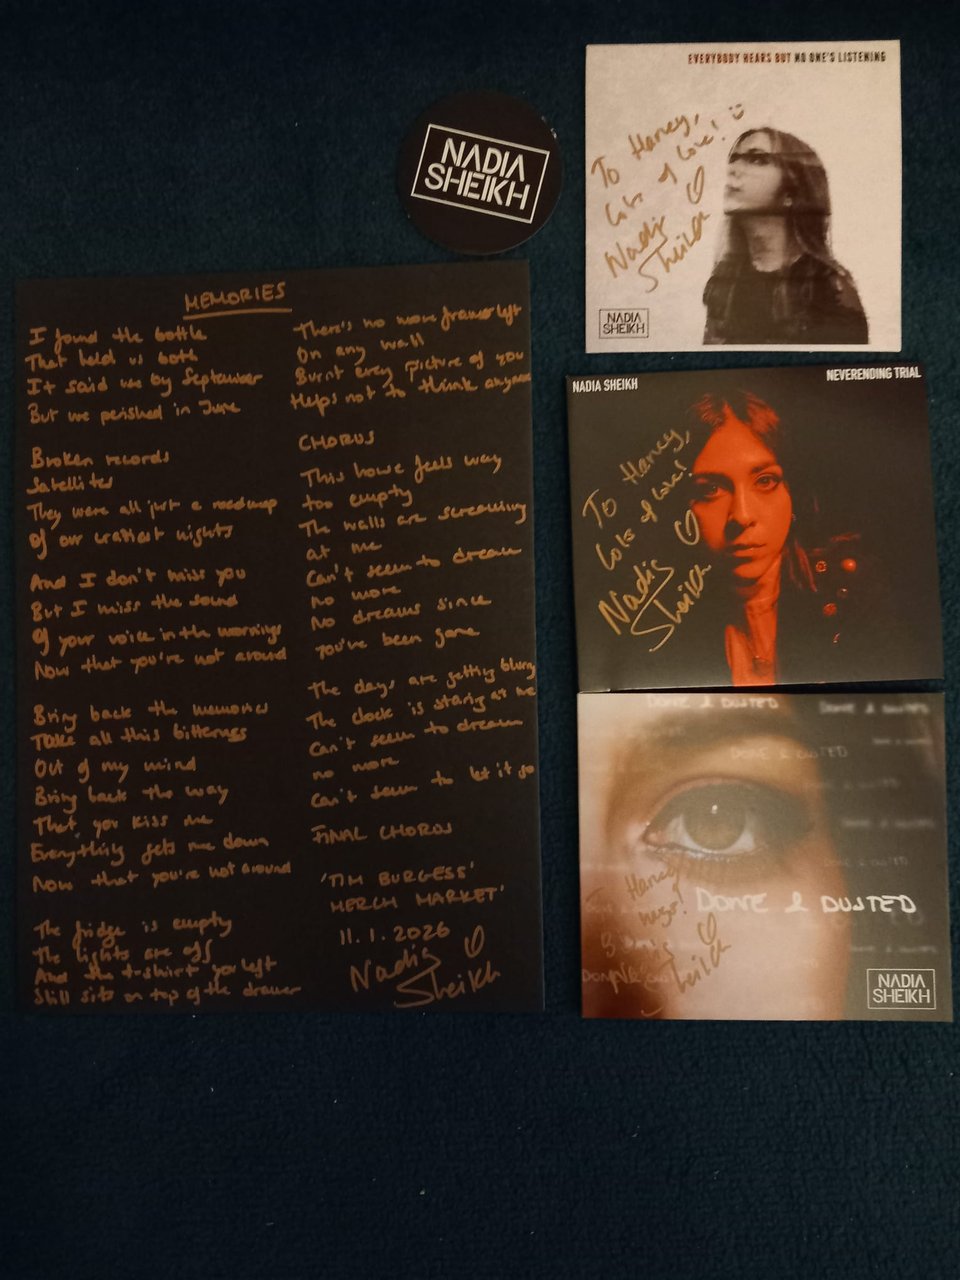 NADIA
SHEIKH
MEMORIES
I found the bottle
That held us both
It said use by September
But we perished in June
Broken records
Satellites
They were all just a roadmap
Of our craziest nights
And I don't miss you
But I miss the sound
Of your voice in the mornings
Now that you're not around
Bring back the memories
Take all this bitterness
Out of my mind
Bring back the way
That you kiss me
Everything gets me down
Now that you're not around
The fridge is empty
The lights are off
And the t-shirt you left
Still sits on top of the drawer
There's no more frames left
On any wall
Burnt every picture of you
Helps not to think anymore
CHORUS
This house feels way
too empty
The walls are screaming
at me
Can't seem to dream
no more
No dreams since
you've been gone
The days are getting blurry
The clock is staring at me
Can't seem to dream
no more
Can't seem to let it go
FINAL CHORUS
'TIM BURGESS'
MERCH MARKET'
11.1.2026
Nadia
Sheikh
EVERYBODY HEARS BUT NO ONE'S LISTENING
To Harvey,
Lots of love!
Nadia
Sheikh
NADIA
SHEIKH
NADIA SHEIKH
NEVERENDING TRIAL
To Harvey,
Lots of love!
Nadia
Sheikh
DONE & DUSTED
DONE & DUSTED
DONE & DUSTED
Harvey
hugs!
DONE & DUSTED
Sheikh
NADIA
SHEIKH